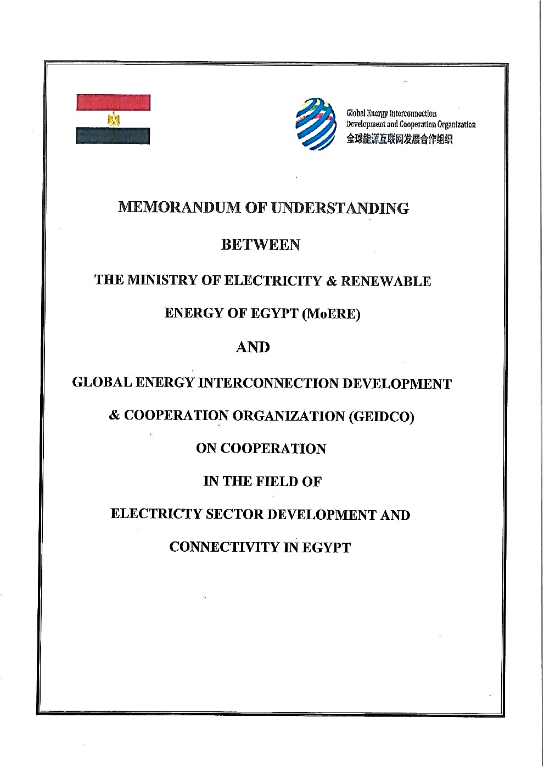 Global Energy Interconnection
Development and Cooperation Organization
全球能源互联网发展合作组织
MEMORANDUM OF UNDERSTANDING
BETWEEN
THE MINISTRY OF ELECTRICITY & RENEWABLE
ENERGY OF EGYPT (MoERE)
AND
GLOBAL ENERGY INTERCONNECTION DEVELOPMENT
& COOPERATION ORGANIZATION (GEIDCO)
ON COOPERATION
IN THE FIELD OF
ELECTRICTY SECTOR DEVELOPMENT AND
CONNECTIVITY IN EGYPT